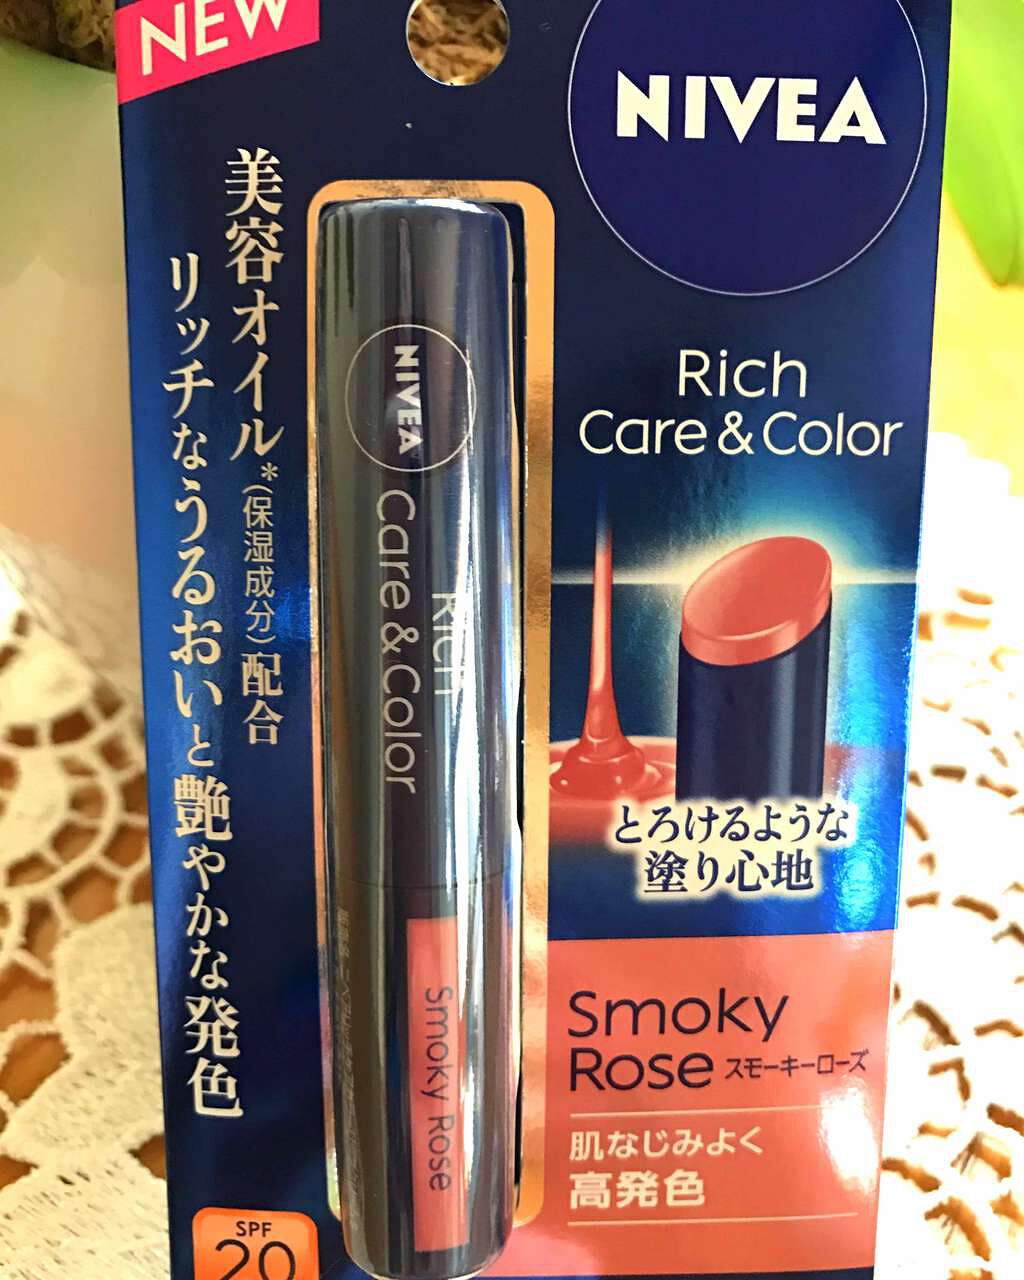 NEW
NIVEA
美容オイル*(保湿成分)配合
リッチなうるおいと艶やかな発色
Rich
Care & Color
NIVEA
Rich
Care & Color
Smoky Rose
とろけるような
塗り心地
Smoky
Rose スモーキーローズ
肌なじみよく
高発色
SPF
20